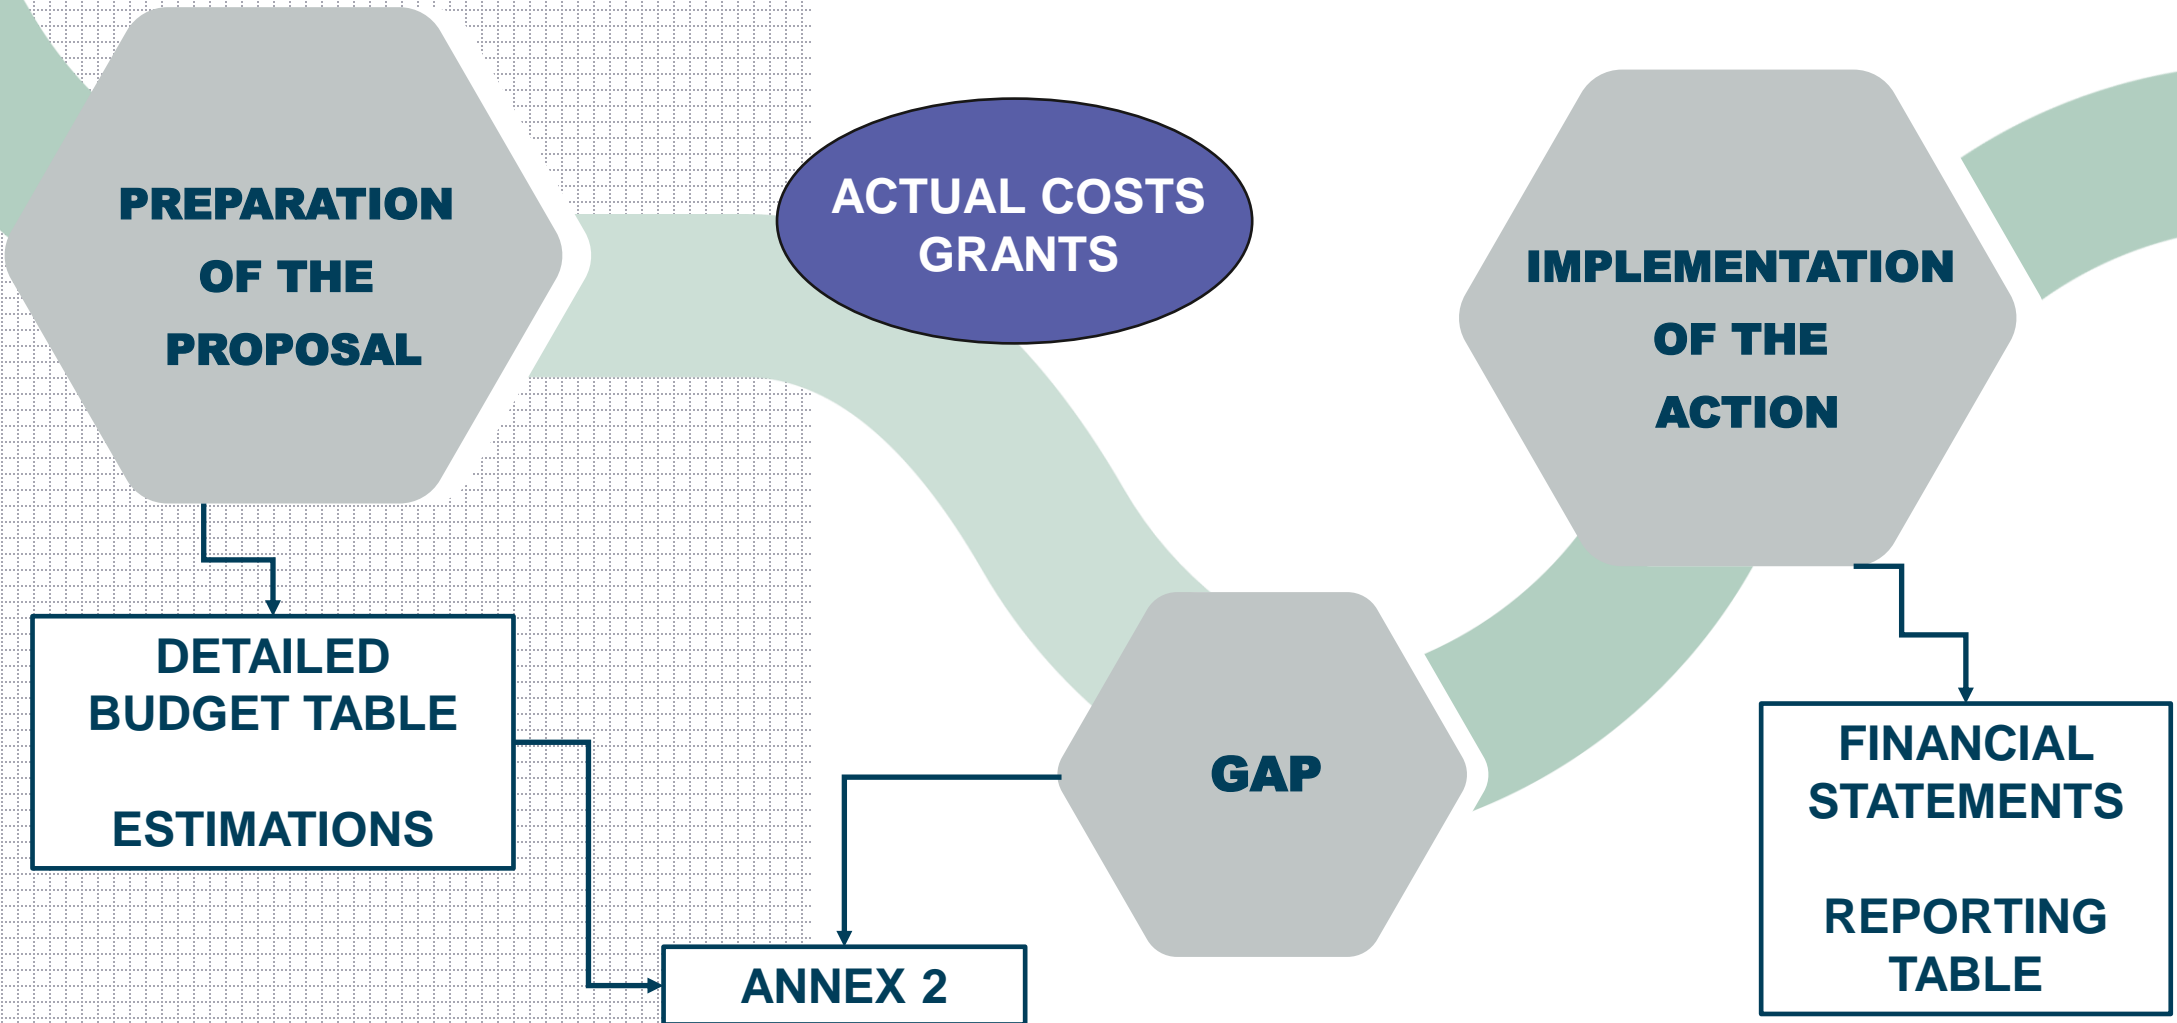 PREPARATION
OF THE
PROPOSAL
ACTUAL COSTS
GRANTS
IMPLEMENTATION
OF THE
ACTION
DETAILED
BUDGET TABLE
ESTIMATIONS
GAP
ANNEX 2
FINANCIAL
STATEMENTS
REPORTING
TABLE